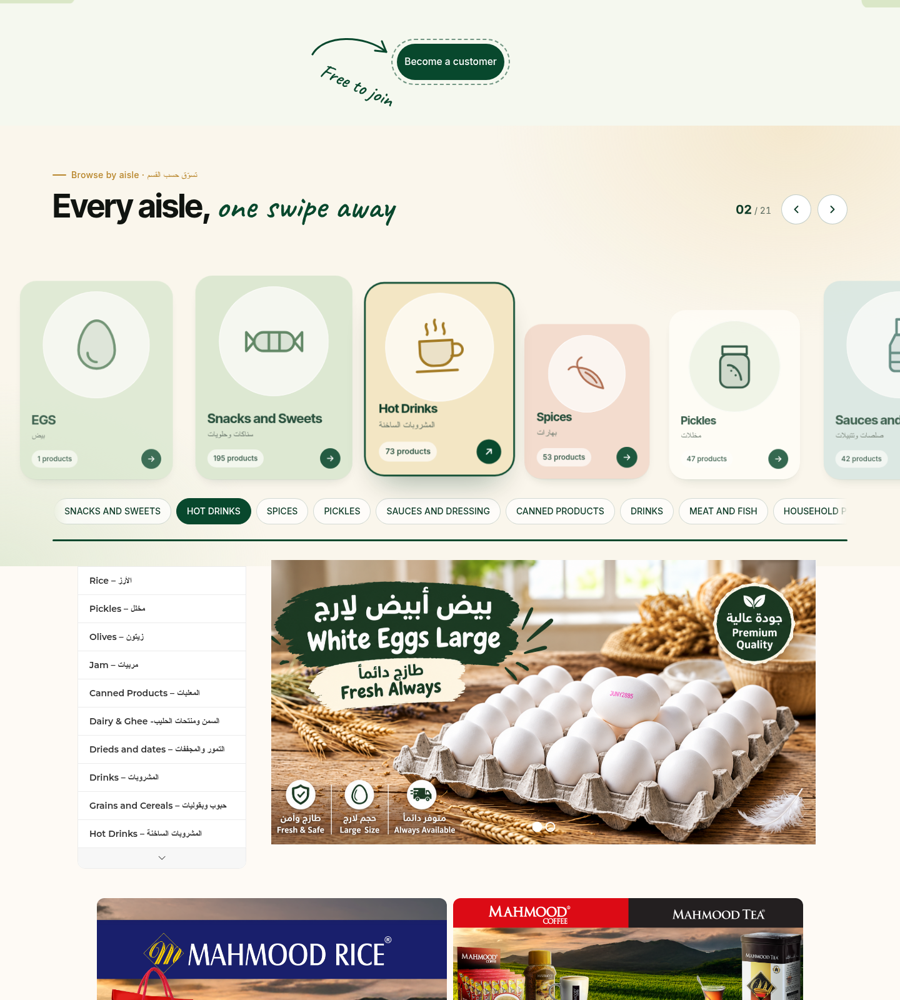 Become a customer
Free to join
Browse by aisle · تسوّق حسب القسم
Every aisle, one swipe away
02 / 21
EGS
بيض
1 products
Snacks and Sweets
سناكات وحلويات
195 products
Hot Drinks
المشروبات الساخنة
73 products
Spices
بهارات
53 products
Pickles
مخللات
47 products
Sauces and
صلصات وتتبيلات
42 products
SNACKS AND SWEETS
HOT DRINKS
SPICES
PICKLES
SAUCES AND DRESSING
CANNED PRODUCTS
DRINKS
MEAT AND FISH
HOUSEHOLD P
Rice – الأرز
Pickles – مخلل
Olives – زيتون
Jam – مربيات
Canned Products – المعلبات
Dairy & Ghee -السمن ومنتجات الحليب
Drieds and dates – التمور والمجففات
Drinks – المشروبات
Grains and Cereals – حبوب وبقوليات
Hot Drinks – المشروبات الساخنة
بيض أبيض لارج
White Eggs Large
طازج دائماً
Fresh Always
جودة عالية
Premium
Quality
JUNY2885
طازج وآمن
Fresh & Safe
حجم لارج
Large Size
متوفر دائماً
Always Available
MAHMOOD RICE®
MAHMOOD®
COFFEE
MAHMOOD TEA®
MAHMOOD
MAHMOOD TEA